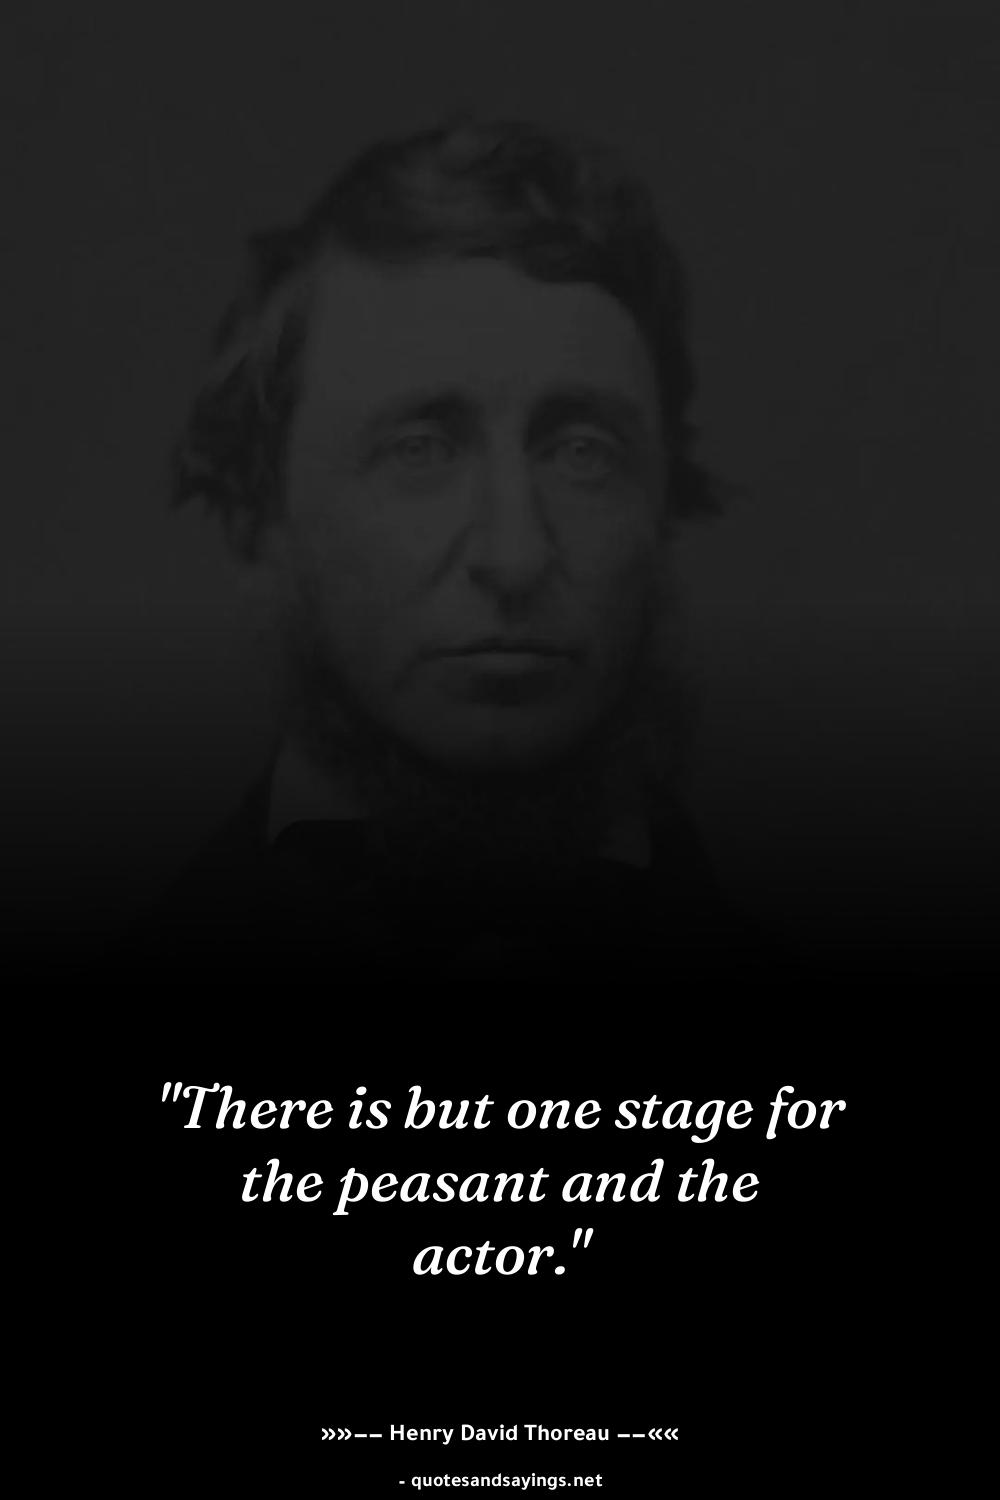 "There is but one stage for
the peasant and the
actor."
»»–– Henry David Thoreau ––««
- quotesandsayings.net